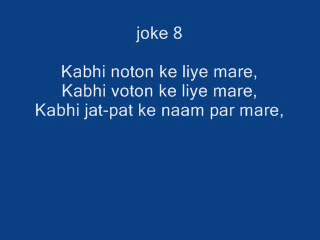 joke 8
Kabhi noton ke liye mare,
Kabhi voton ke liye mare,
Kabhi jat-pat ke naam par mare,